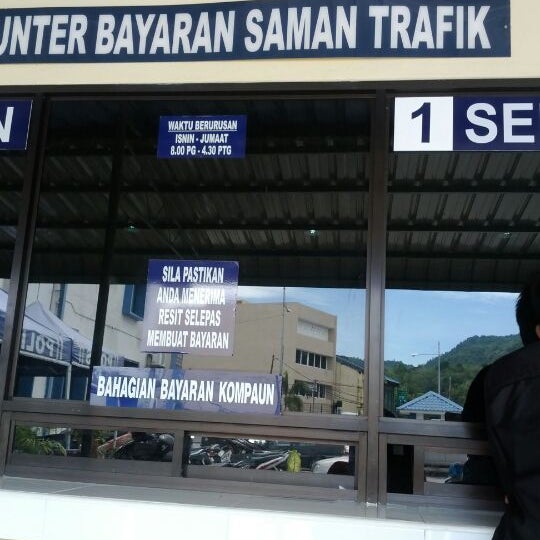 UNTER BAYARAN SAMAN TRAFIK
N
1 SE
WAKTU BERURUSAN
ISNIN - JUMAAT
8.00 PG - 4.30 PTG
SILA PASTIKAN
ANDA MENERIMA
RESIT SELEPAS
MEMBUAT BAYARAN
BAHAGIAN BAYARAN KOMPAUN